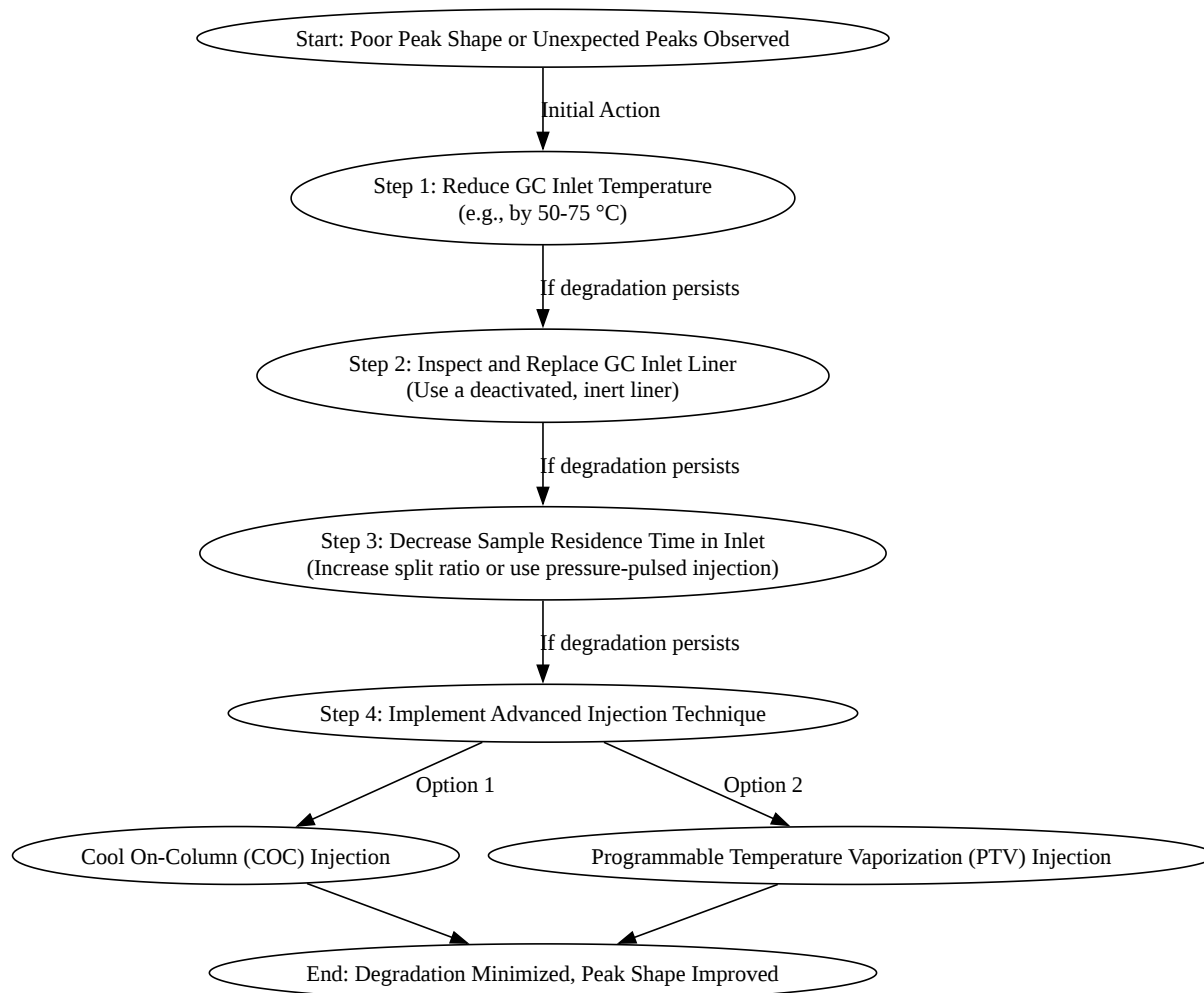 Start: Poor Peak Shape or Unexpected Peaks Observed
Initial Action
Step 1: Reduce GC Inlet Temperature
(e.g., by 50-75 °C)
If degradation persists
Step 2: Inspect and Replace GC Inlet Liner
(Use a deactivated, inert liner)
If degradation persists
Step 3: Decrease Sample Residence Time in Inlet
(Increase split ratio or use pressure-pulsed injection)
If degradation persists
Step 4: Implement Advanced Injection Technique
Option 1
Option 2
Cool On-Column (COC) Injection
Programmable Temperature Vaporization (PTV) Injection
End: Degradation Minimized, Peak Shape Improved